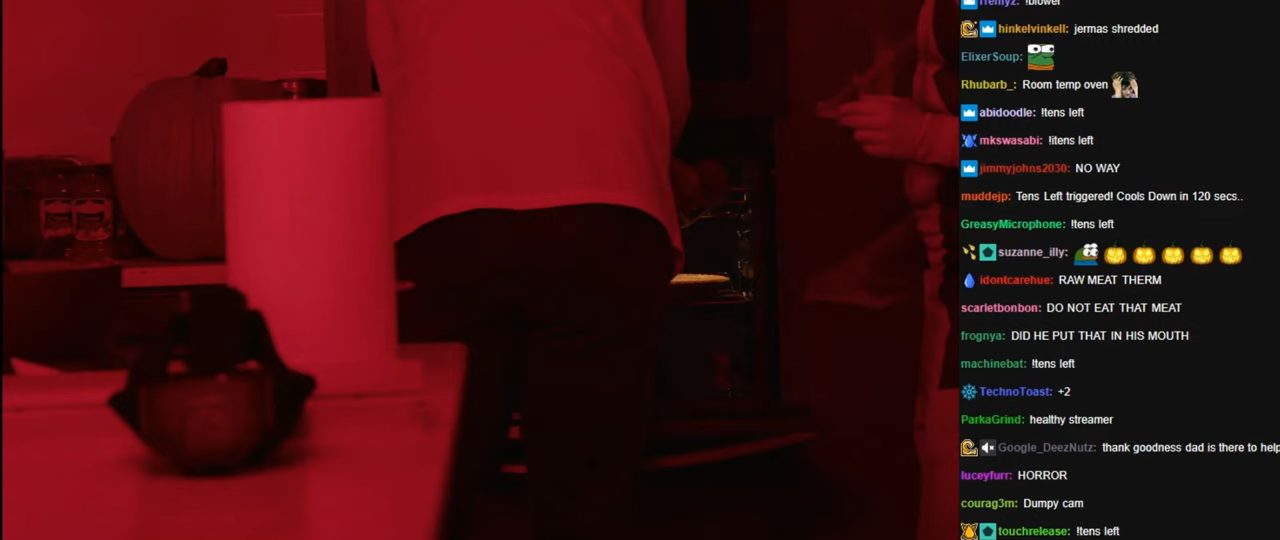 hinkelvinkell: jermas shredded
ElixerSoup:
Rhubarb_: Room temp oven
abidoodle: !tens left
mkswasabi: !itens left
jimmyjohns2030: NO WAY
muddejp: Tens Left triggered! Cools Down in 120 secs..
GreasyMicrophone: !tens left
suzanne_illy:
idontcarehue: RAW MEAT THERM
scarletbonbon: DO NOT EAT THAT MEAT
frognya: DID HE PUT THAT IN HIS MOUTH
machinebat: !tens left
TechnoToast: +2
ParkaGrind: healthy streamer
Google_DeezNutz: thank goodness dad is there to help
luceyfurr: HORROR
courag3m: Dumpy cam
touchrelease: !tens left